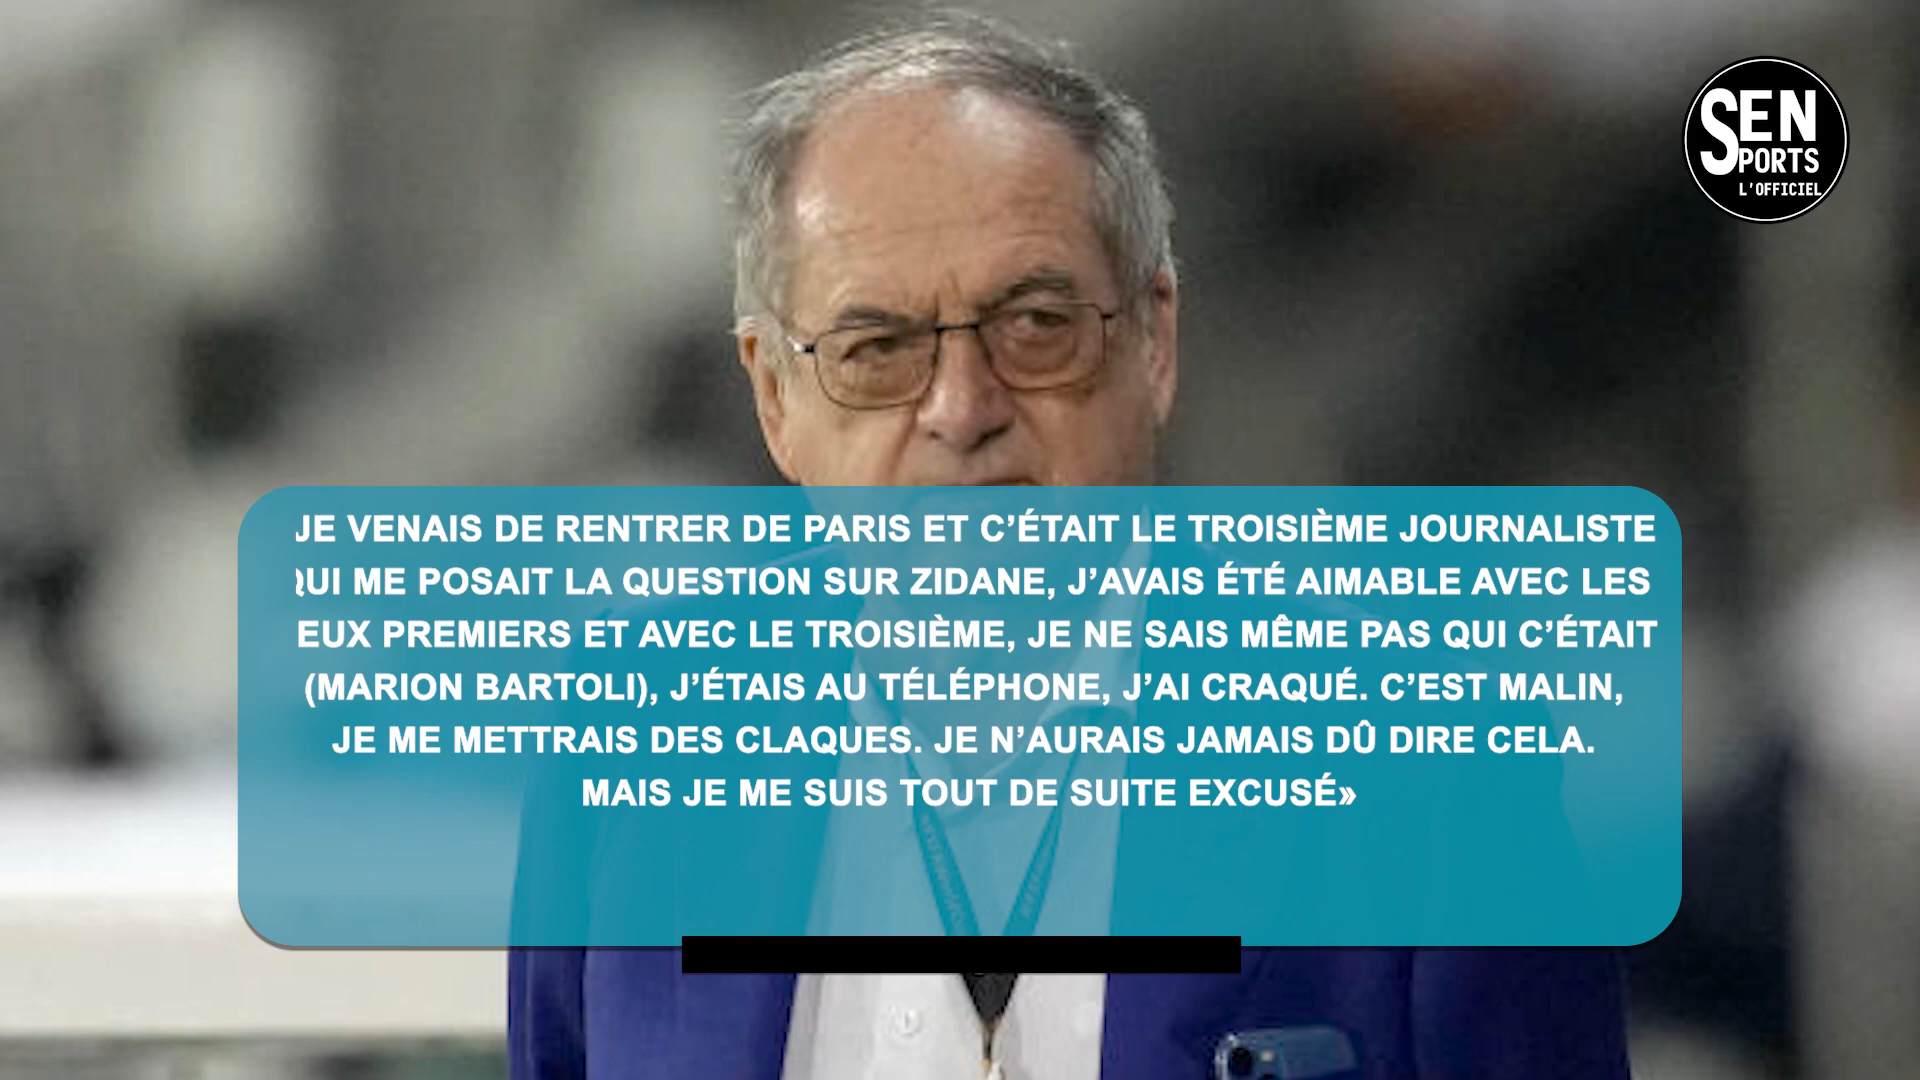 JE VENAIS DE RENTRER DE PARIS ET C’ÉTAIT LE TROISIÈME JOURNALISTE
QUI ME POSAIT LA QUESTION SUR ZIDANE, J’AVAIS ÉTÉ AIMABLE AVEC LES
EUX PREMIERS ET AVEC LE TROISIÈME, JE NE SAIS MÊME PAS QUI C’ÉTAIT
(MARION BARTOLI), J’ÉTAIS AU TÉLÉPHONE, J’AI CRAQUÉ. C’EST MALIN,
JE ME METTRAIS DES CLAQUES. JE N’AURAIS JAMAIS DÛ DIRE CELA.
MAIS JE ME SUIS TOUT DE SUITE EXCUSÉ»
SEN
SPORTS
L'OFFICIEL